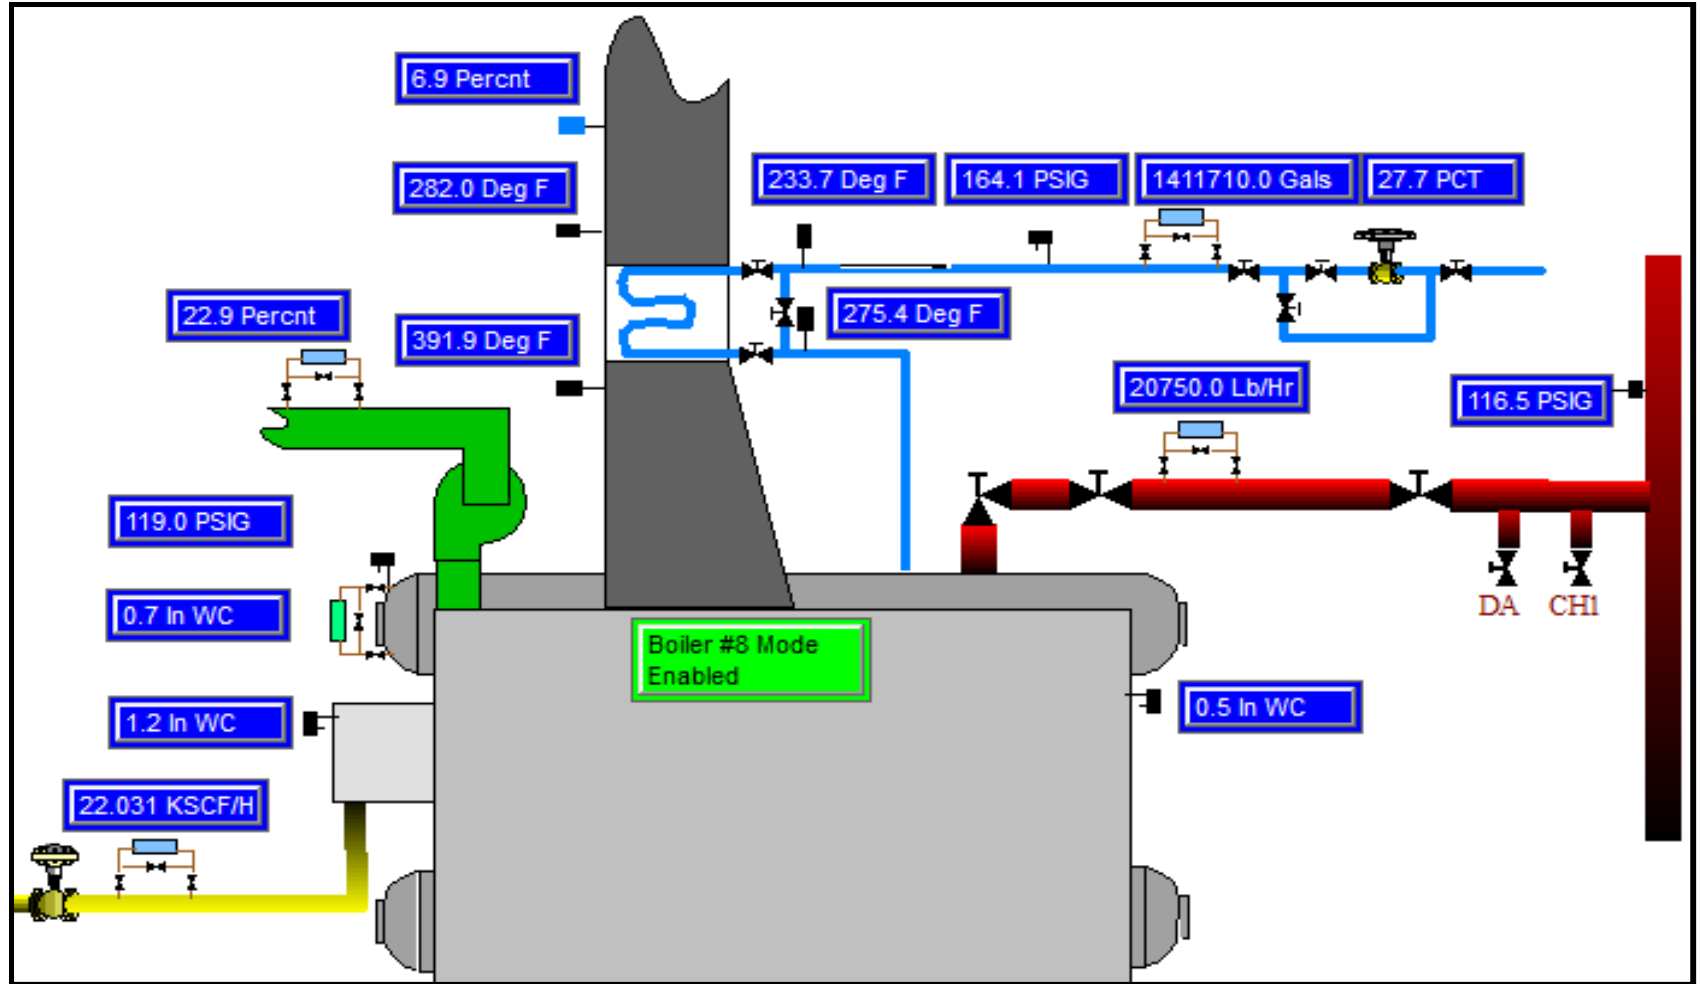 6.9 Percnt
282.0 Deg F
233.7 Deg F
164.1 PSIG
1411710.0 Gals
27.7 PCT
22.9 Percnt
391.9 Deg F
275.4 Deg F
20750.0 Lb/Hr
116.5 PSIG
119.0 PSIG
0.7 In WC
DA
CH1
Boiler #8 Mode
Enabled
1.2 In WC
0.5 In WC
22.031 KSCF/H